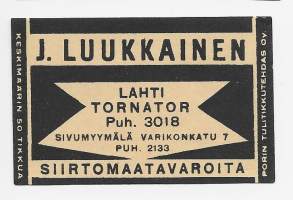 J. LUUKKAINEN
LAHTI
TORNATOR
Puh. 3018
SIVUMYYMÄLÄ VARIKONKATU 7
PUH. 2133
SIIRTOMAATAVAROITA
KESKIMÄÄRIN 50 TIKKUA
PORIN TULITIKKUTEHDAS OY.